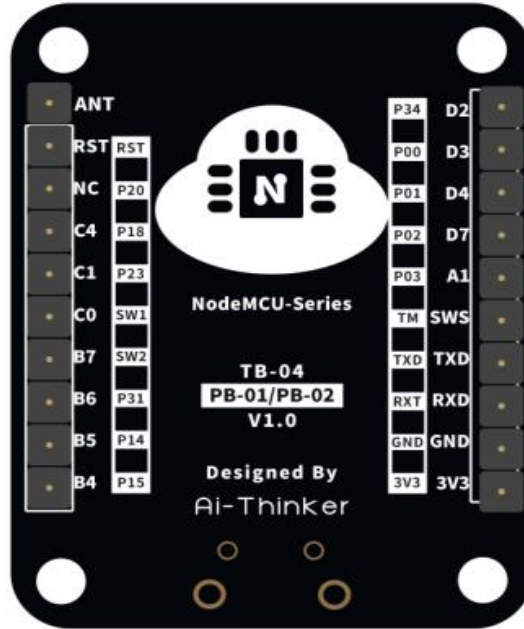 ANT
RST RST
NC P20
C4 P18
C1 P23
C0 SW1
B7 SW2
B6 P31
B5 P14
B4 P15
N
NodeMCU-Series
TB-04
PB-01/PB-02
V1.0
Designed By
Ai-Thinker
P34 D2
P00 D3
P01 D4
P02 D7
P03 A1
TM SWS
TXD TXD
RXT RXD
GND GND
3V3 3V3